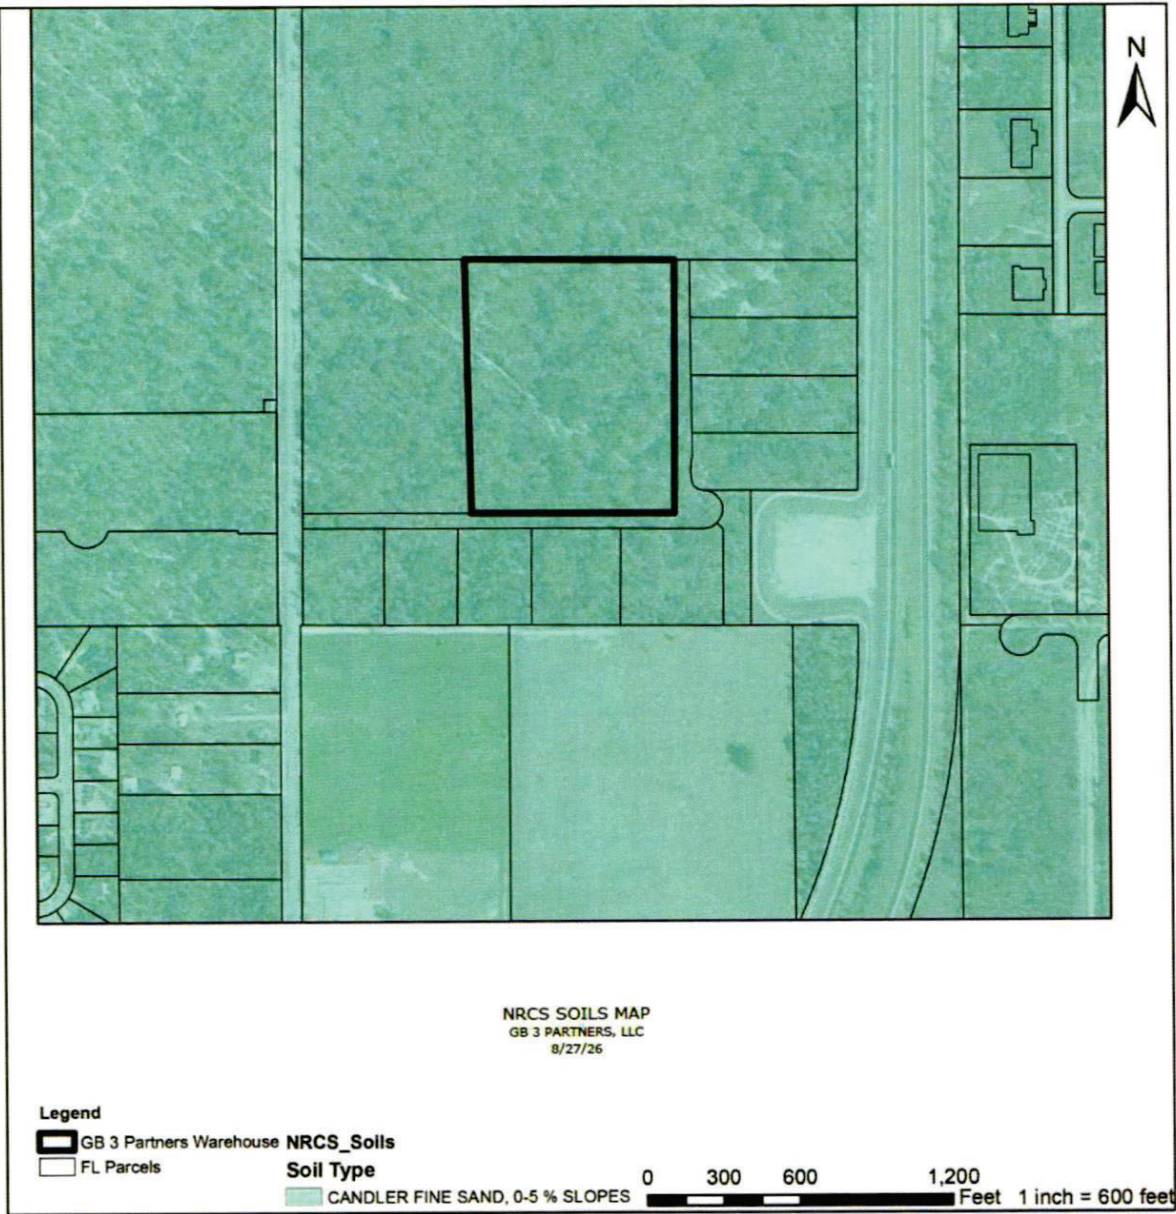 N
NRCS SOILS MAP
GB 3 PARTNERS, LLC
8/27/26
Legend
GB 3 Partners Warehouse
FL Parcels
NRCS_Soils
Soil Type
CANDLER FINE SAND, 0-5 % SLOPES
0 300 600 1,200
Feet 1 inch = 600 feet